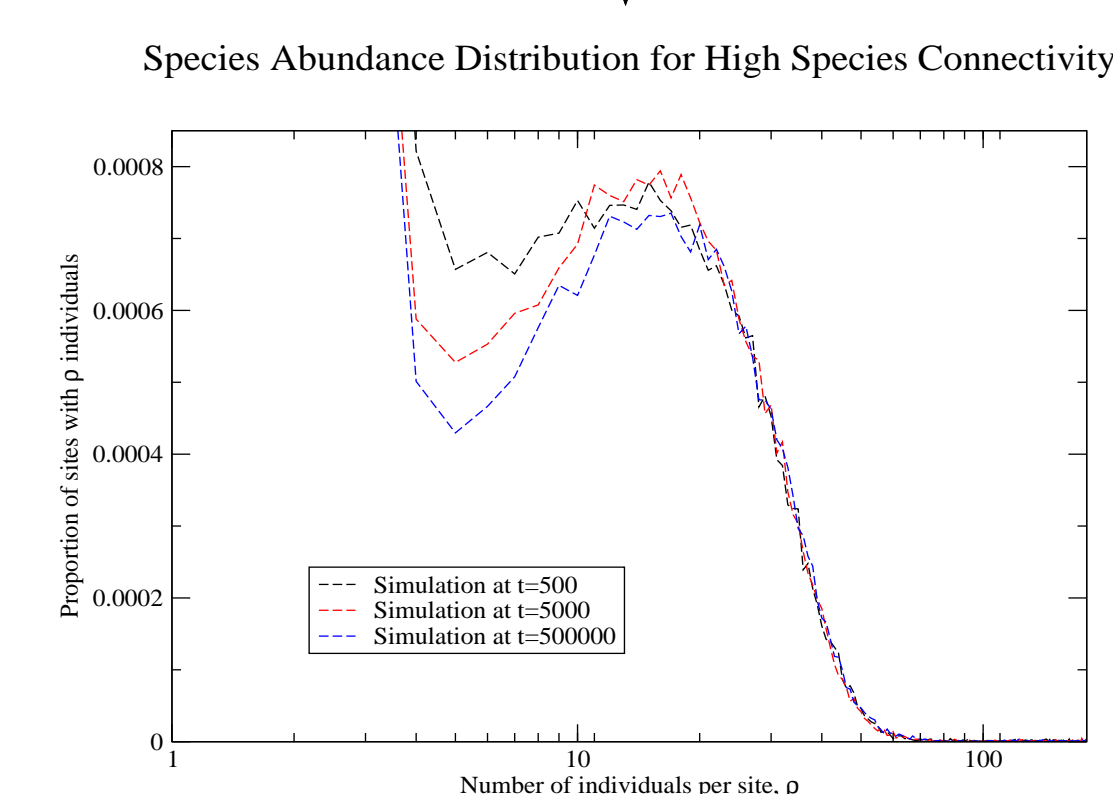 Species Abundance Distribution for High Species Connectivity
0.0008
0.0006
0.0004
0.0002
0
Proportion of sites with ρ individuals
Simulation at t=500
Simulation at t=5000
Simulation at t=500000
1 10 100
Number of individuals per site, ρ